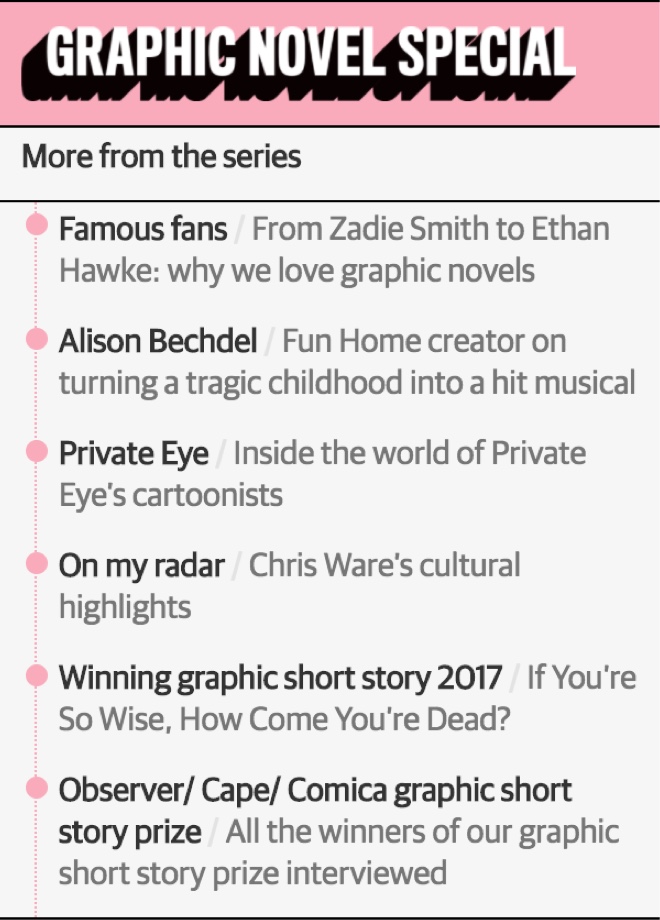 GRAPHIC NOVEL SPECIAL
More from the series
Famous fans / From Zadie Smith to Ethan
Hawke: why we love graphic novels
Alison Bechdel / Fun Home creator on
turning a tragic childhood into a hit musical
Private Eye / Inside the world of Private
Eye's cartoonists
On my radar / Chris Ware's cultural
highlights
Winning graphic short story 2017 / If You're
So Wise, How Come You're Dead?
Observer/ Cape/ Comica graphic short
story prize / All the winners of our graphic
short story prize interviewed